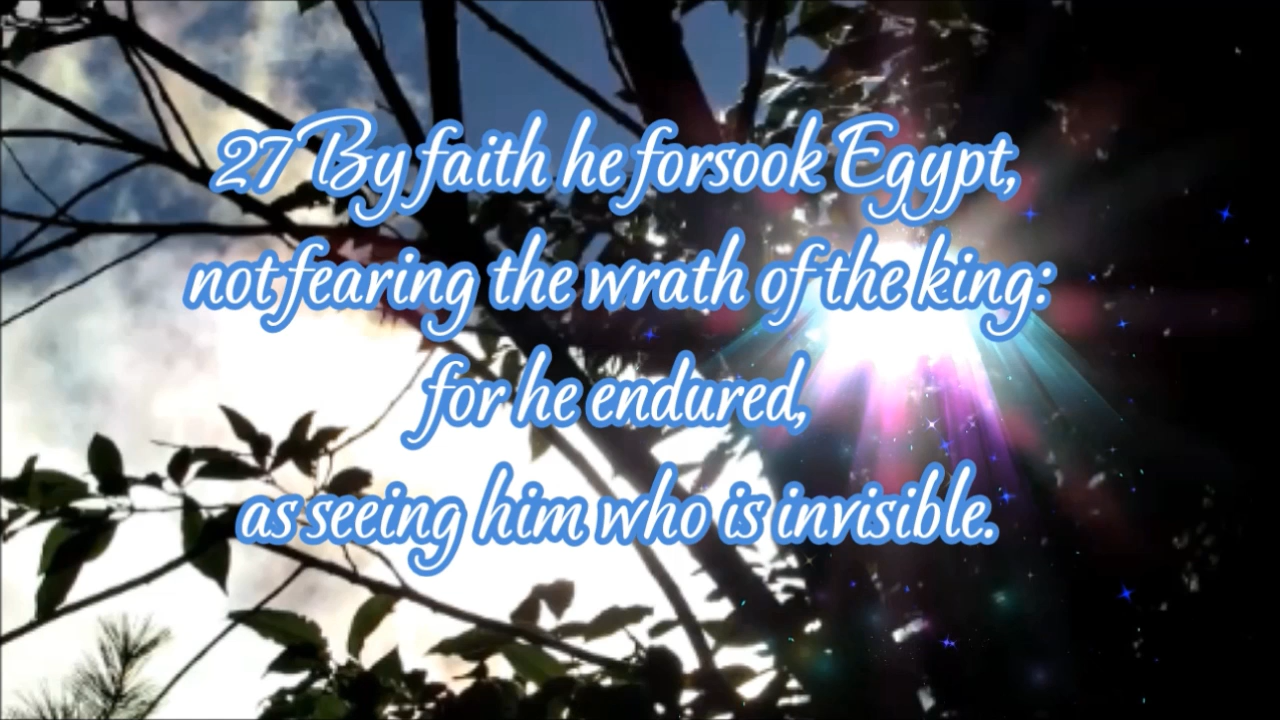 27 By faith he forsook Egypt,
not fearing the wrath of the king:
for he endured,
as seeing him who is invisible.